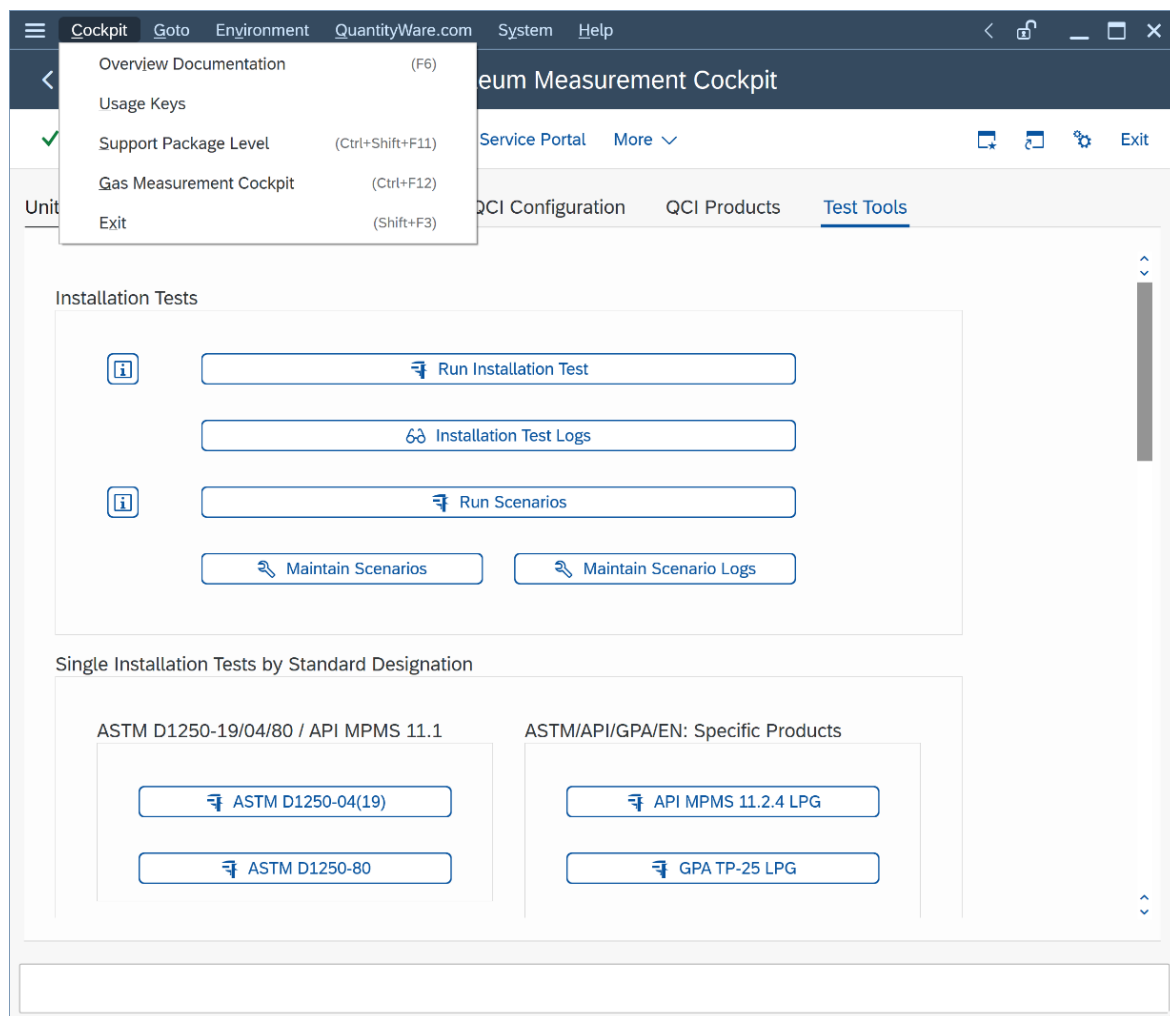 Cockpit Goto Environment QuantityWare.com System Help
Overview Documentation (F6)
eum Measurement Cockpit
Usage Keys
Support Package Level (Ctrl+Shift+F11)
Service Portal More Exit
Gas Measurement Cockpit (Ctrl+F12)
Exit (Shift+F3)
Unit QCI Configuration QCI Products Test Tools
Installation Tests
Run Installation Test
Installation Test Logs
Run Scenarios
Maintain Scenarios Maintain Scenario Logs
Single Installation Tests by Standard Designation
ASTM D1250-19/04/80 / API MPMS 11.1
ASTM D1250-04(19)
ASTM D1250-80
ASTM/API/GPA/EN: Specific Products
API MPMS 11.2.4 LPG
GPA TP-25 LPG